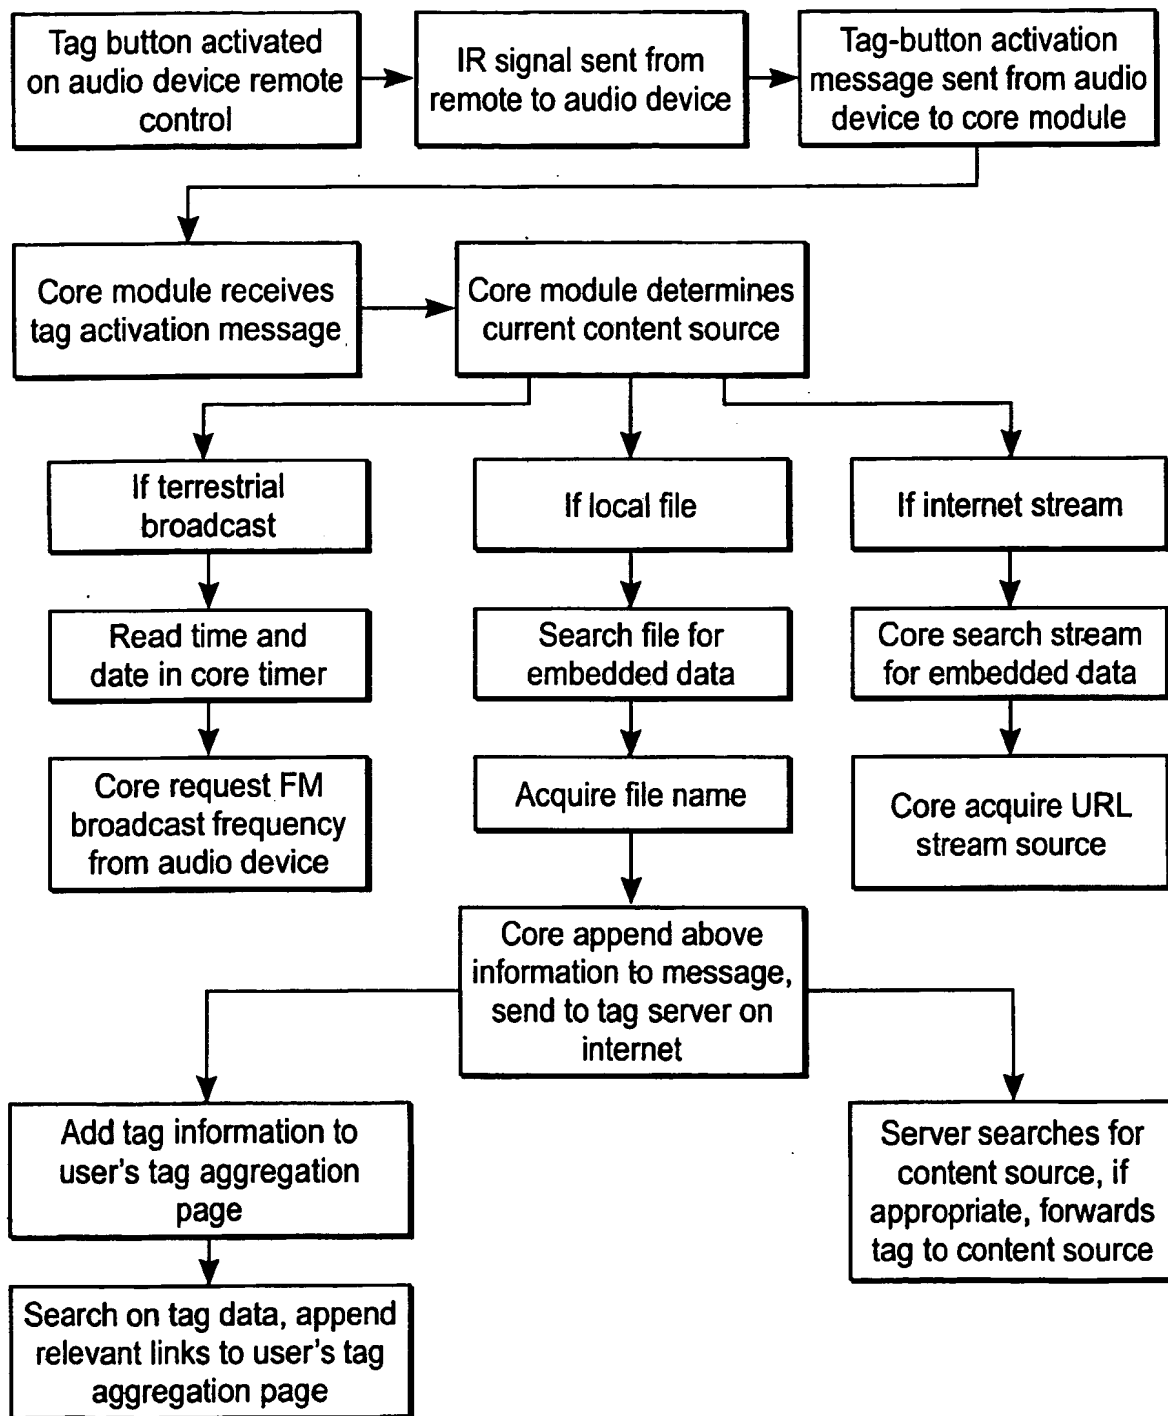 Tag button activated
on audio device remote
control
IR signal sent from
remote to audio device
Tag-button activation
message sent from audio
device to core module
Core module receives
tag activation message
Core module determines
current content source
If terrestrial
broadcast
If local file
If internet stream
Read time and
date in core timer
Search file for
embedded data
Core search stream
for embedded data
Core request FM
broadcast frequency
from audio device
Acquire file name
Core acquire URL
stream source
Core append above
information to message,
send to tag server on
internet
Add tag information to
user's tag aggregation
page
Server searches for
content source, if
appropriate, forwards
tag to content source
Search on tag data, append
relevant links to user's tag
aggregation page